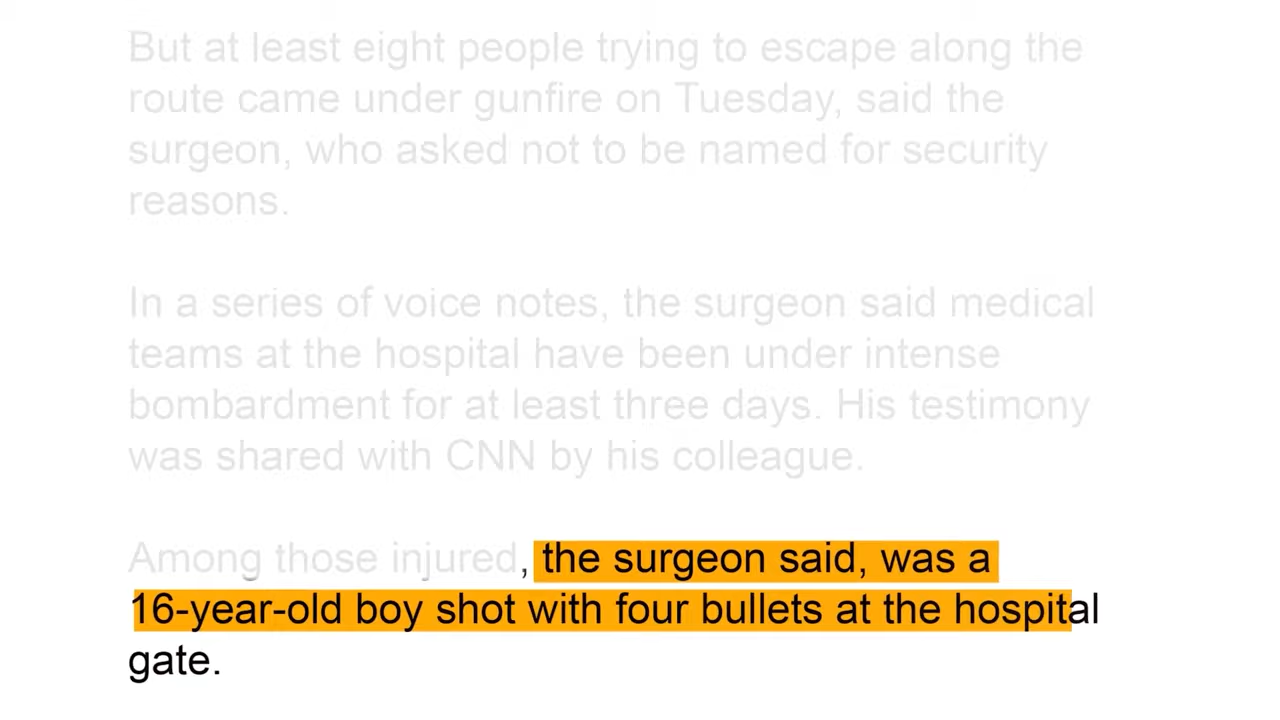 But at least eight people trying to escape along the
route came under gunfire on Tuesday, said the
surgeon, who asked not to be named for security
reasons.
In a series of voice notes, the surgeon said medical
teams at the hospital have been under intense
bombardment for at least three days. His testimony
was shared with CNN by his colleague.
Among those injured, the surgeon said, was a
16-year-old boy shot with four bullets at the hospital
gate.